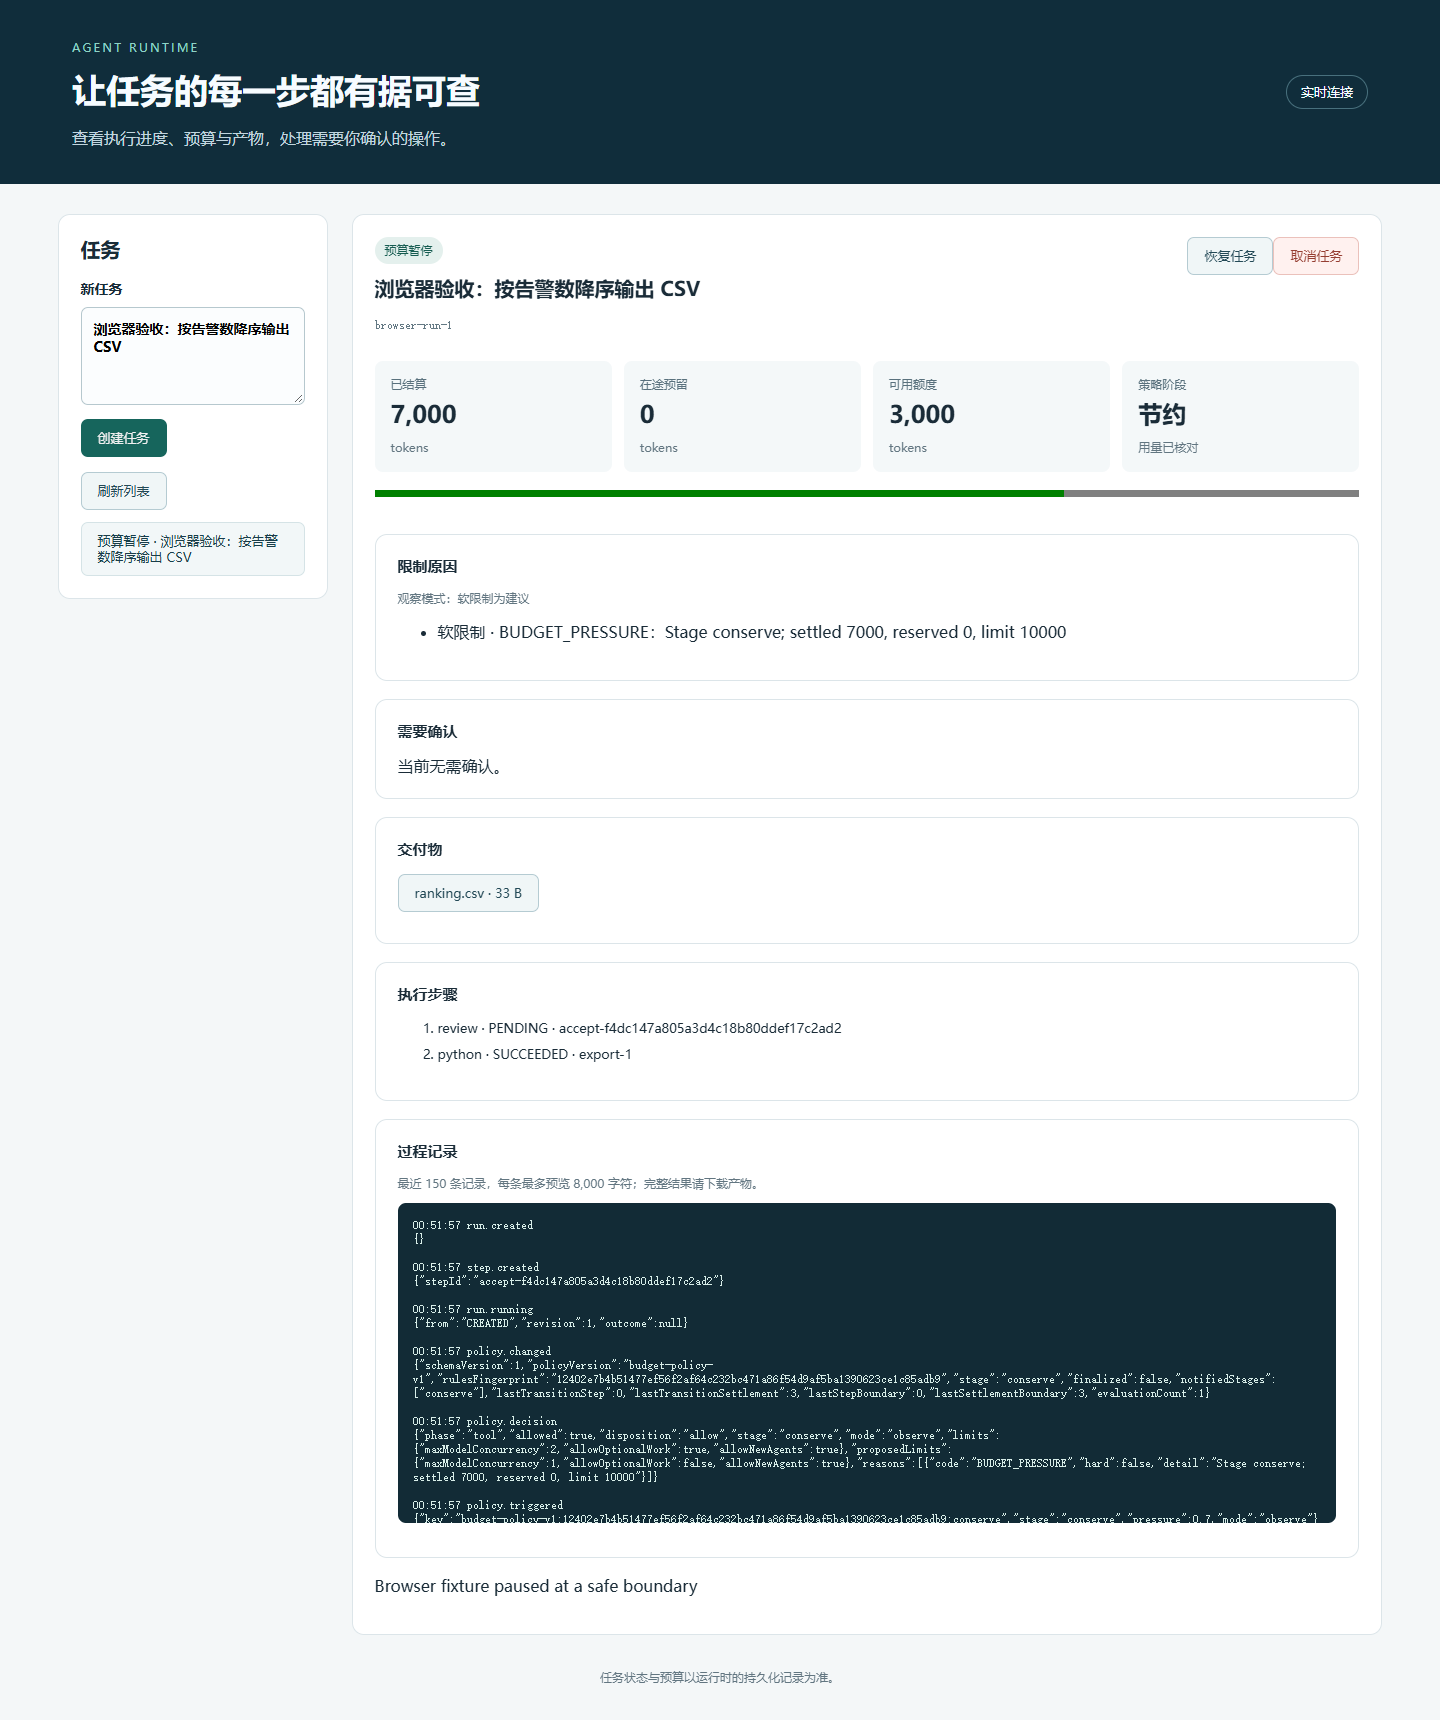 AGENT RUNTIME
让任务的每一步都有据可查
查看执行进度、预算与产物，处理需要你确认的操作。
实时连接
任务
新任务
浏览器验收：按告警数降序输出
CSV
创建任务
刷新列表
预算暂停 · 浏览器验收：按告警
数降序输出 CSV
预算暂停
恢复任务
取消任务
浏览器验收：按告警数降序输出 CSV
browser-run-1
已结算
7,000
tokens
在途预留
0
tokens
可用额度
3,000
tokens
策略阶段
节约
用量已核对
限制原因
观察模式：软限制为建议
• 软限制 · BUDGET_PRESSURE：Stage conserve; settled 7000, reserved 0, limit 10000
需要确认
当前无需确认。
交付物
ranking.csv · 33 B
执行步骤
1. review · PENDING · accept-f4dc147a805a3d4c18b80ddef17c2ad2
2. python · SUCCEEDED · export-1
过程记录
最近 150 条记录，每条最多预览 8,000 字符；完整结果请下载产物。
00:51:57 run.created
{}
00:51:57 step.created
{"stepId":"accept-f4dc147a805a3d4c18b80ddef17c2ad2"}
00:51:57 run.running
{"from":"CREATED","revision":1,"outcome":null}
00:51:57 policy.changed
{"schemaVersion":1,"policyVersion":"budget-policy-
v1","rulesFingerprint":"12402e7b4b51477ef56f2af64c232bc471a86f54d9af5ba1390623ce1c85adb9","stage":"conserve","finalized":false,"notifiedStages":
["conserve"],"lastTransitionStep":0,"lastTransitionSettlement":3,"lastStepBoundary":0,"lastSettlementBoundary":3,"evaluationCount":1}
00:51:57 policy.decision
{"phase":"tool","allowed":true,"disposition":"allow","stage":"conserve","mode":"observe","limits":
{"maxModelConcurrency":2,"allowOptionalWork":true,"allowNewAgents":true},"proposedLimits":
{"maxModelConcurrency":1,"allowOptionalWork":false,"allowNewAgents":true},"reasons":[{"code":"BUDGET_PRESSURE","hard":false,"detail":"Stage conserve;
settled 7000, reserved 0, limit 10000"}]}
00:51:57 policy.triggered
{"key":"budget-policy-v1:12402e7b4b51477ef56f2af64c232bc471a86f54d9af5ba1390623ce1c85adb9:conserve","stage":"conserve","pressure":0.7,"mode":"observe"}
Browser fixture paused at a safe boundary
任务状态与预算以运行时的持久化记录为准。